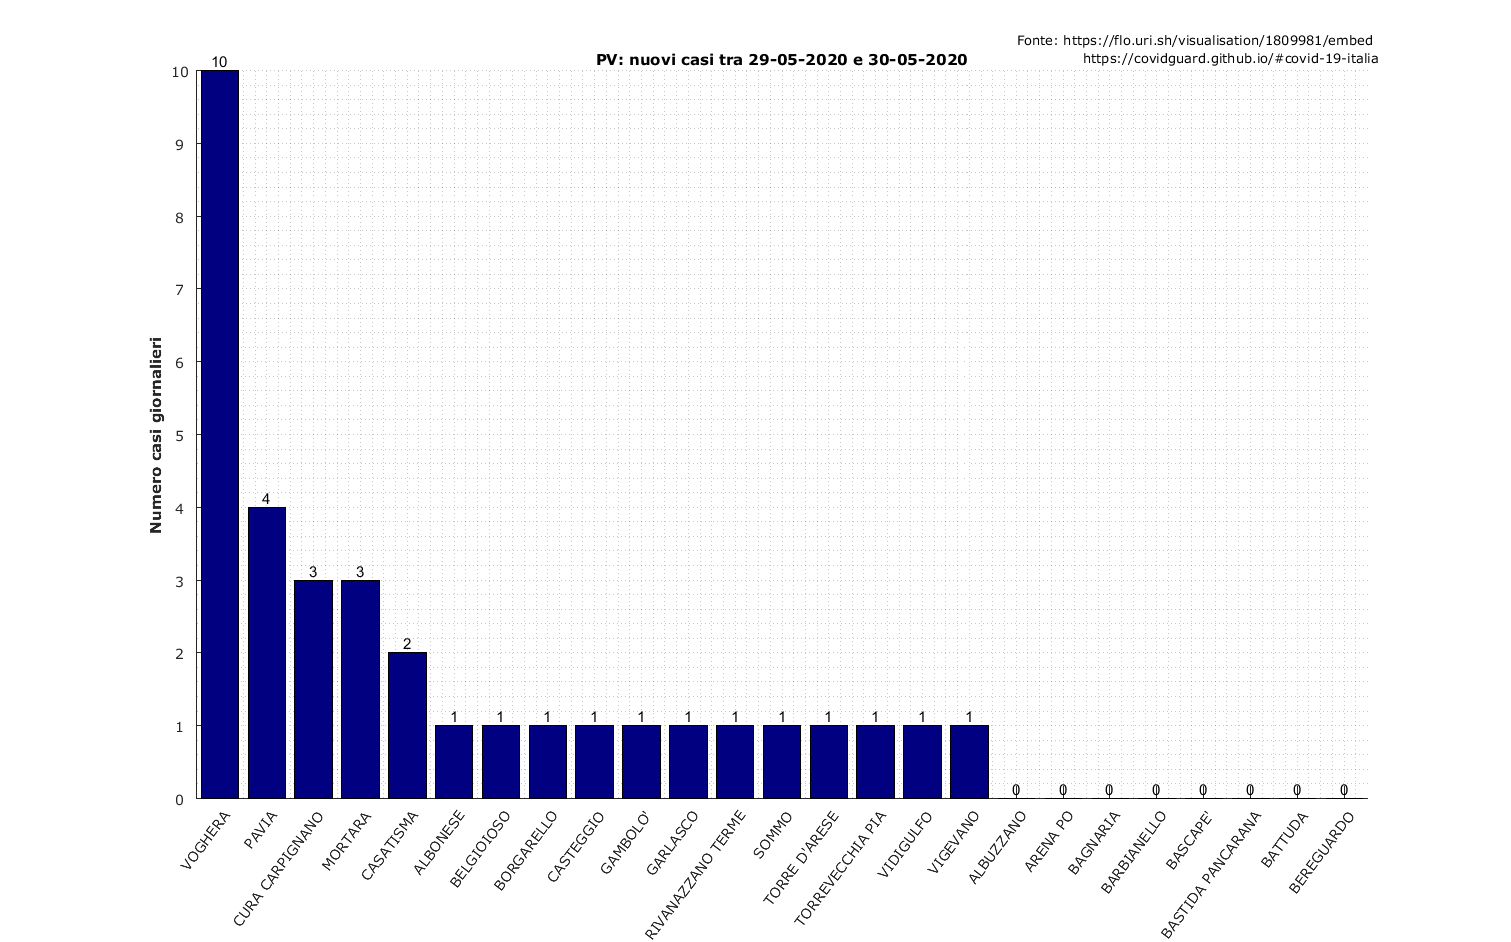 Fonte: https://flo.uri.sh/visualisation/1809981/embed
https://covidguard.github.io/#covid-19-italia
PV: nuovi casi tra 29-05-2020 e 30-05-2020
Numero casi giornalieri
10
9
8
7
6
5
4
3
2
1
0
10
4
3
3
2
1
1
1
1
1
1
1
1
1
1
1
1
0
0
0
0
0
0
0
0
VOGHERA
PAVIA
CURA CARPIGNANO
MORTARA
CASATISMA
ALBONESE
BELGIOIOSO
BORGARELLO
CASTEGGIO
GAMBOLO'
GARLASCO
RIVANAZZANO TERME
SOMMO
TORRE D'ARESE
TORREVECCHIA PIA
VIDIGULFO
VIGEVANO
ALBUZZANO
ARENA PO
BAGNARIA
BARBIANELLO
BASCAPE'
BASTIDA PANCARANA
BATTUDA
BEREGUARDO